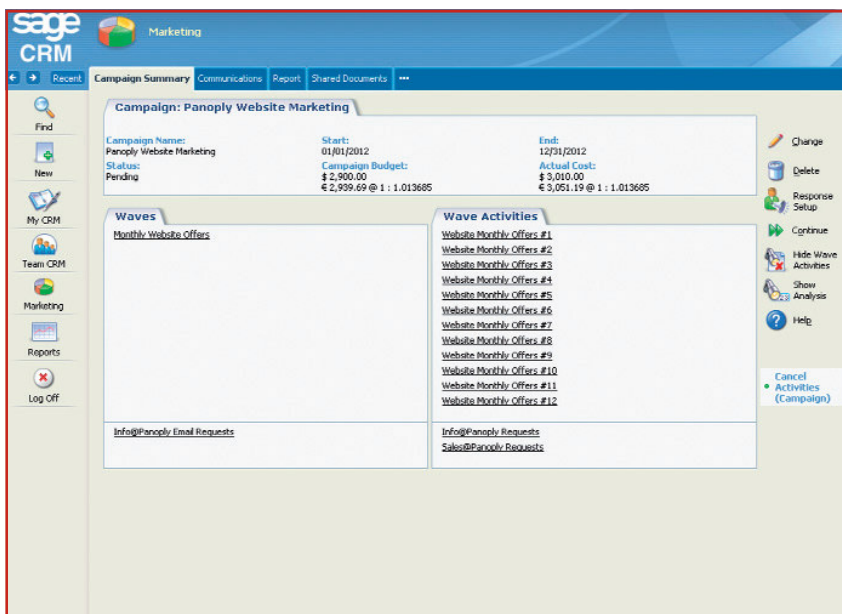 sage
CRM
Marketing
Recent
Campaign Summary Communications Report Shared Documents
Find
New
My CRM
Team CRM
Marketing
Reports
Log Off
Campaign: Panoply Website Marketing
Campaign Name: Start: End:
Panoply Website Marketing 01/01/2012 12/31/2012
Status: Campaign Budget: Actual Cost:
Pending $ 2,900.00 $ 3,010.00
€ 2,939.69 @ 1 : 1.013685 € 3,051.19 @ 1 : 1.013685
Waves
Monthly Website Offers
Info@Panoply Email Requests
Wave Activities
Website Monthly Offers #1
Website Monthly Offers #2
Website Monthly Offers #3
Website Monthly Offers #4
Website Monthly Offers #5
Website Monthly Offers #6
Website Monthly Offers #7
Website Monthly Offers #8
Website Monthly Offers #9
Website Monthly Offers #10
Website Monthly Offers #11
Website Monthly Offers #12
Info@Panoply Requests
Sales@Panoply Requests
Change
Delete
Response
Setup
Continue
Hide Wave
Activities
Show
Analysis
Help
Cancel
Activities
(Campaign)